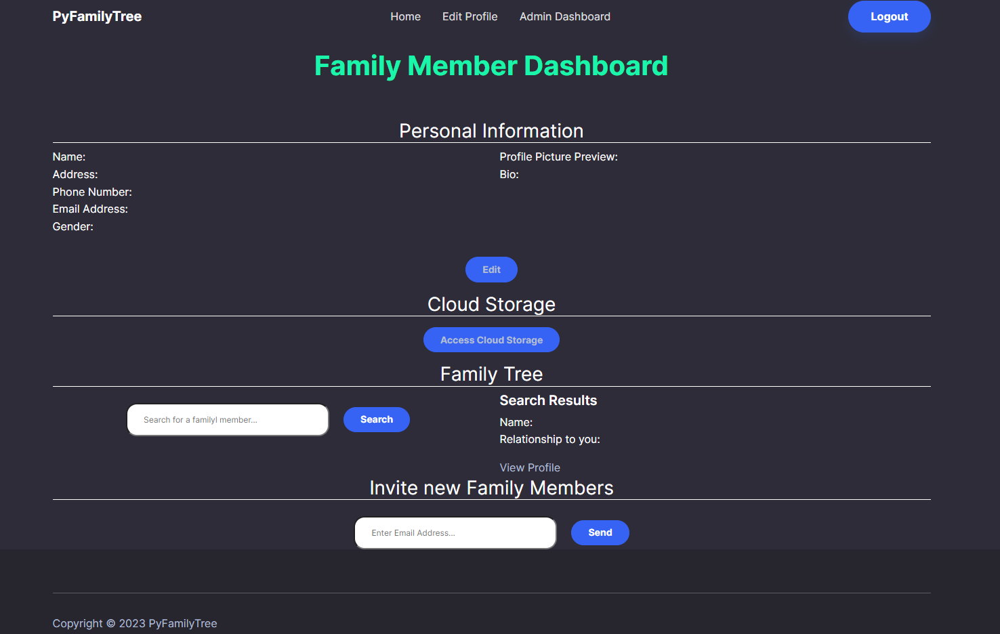 PyFamilyTree
Home Edit Profile Admin Dashboard
Logout
Family Member Dashboard
Personal Information
Name:
Address:
Phone Number:
Email Address:
Gender:
Profile Picture Preview:
Bio:
Edit
Cloud Storage
Access Cloud Storage
Family Tree
Search for a familyl member...
Search
Search Results
Name:
Relationship to you:
View Profile
Invite new Family Members
Enter Email Address...
Send
Copyright © 2023 PyFamilyTree